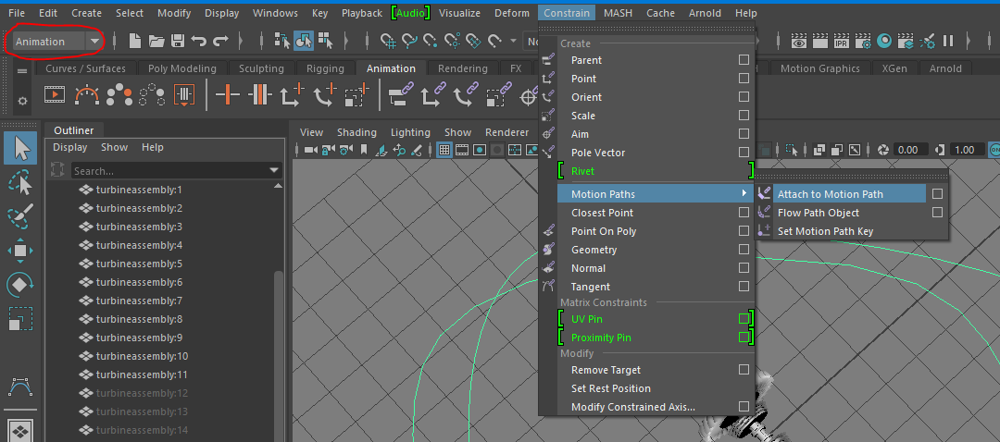 File Edit Create Select Modify Display Windows Key Playback [Audio] Visualize Deform Constrain MASH Cache Arnold Help
Animation
IPR
Curves / Surfaces Poly Modeling Sculpting Rigging Animation Rendering FX Motion Graphics XGen Arnold
Create
Parent
Point
Orient
Scale
Aim
Pole Vector
Rivet
Motion Paths
Closest Point
Point On Poly
Geometry
Normal
Tangent
Matrix Constraints
UV Pin
Proximity Pin
Modify
Remove Target
Set Rest Position
Modify Constrained Axis...
Attach to Motion Path
Flow Path Object
Set Motion Path Key
Outliner
Display Show Help
Search...
turbineassembly:1
turbineassembly:2
turbineassembly:3
turbineassembly:4
turbineassembly:5
turbineassembly:6
turbineassembly:7
turbineassembly:8
turbineassembly:9
turbineassembly:10
turbineassembly:11
turbineassembly:12
turbineassembly:13
turbineassembly:14
View Shading Lighting Show Renderer
0.00 1.00